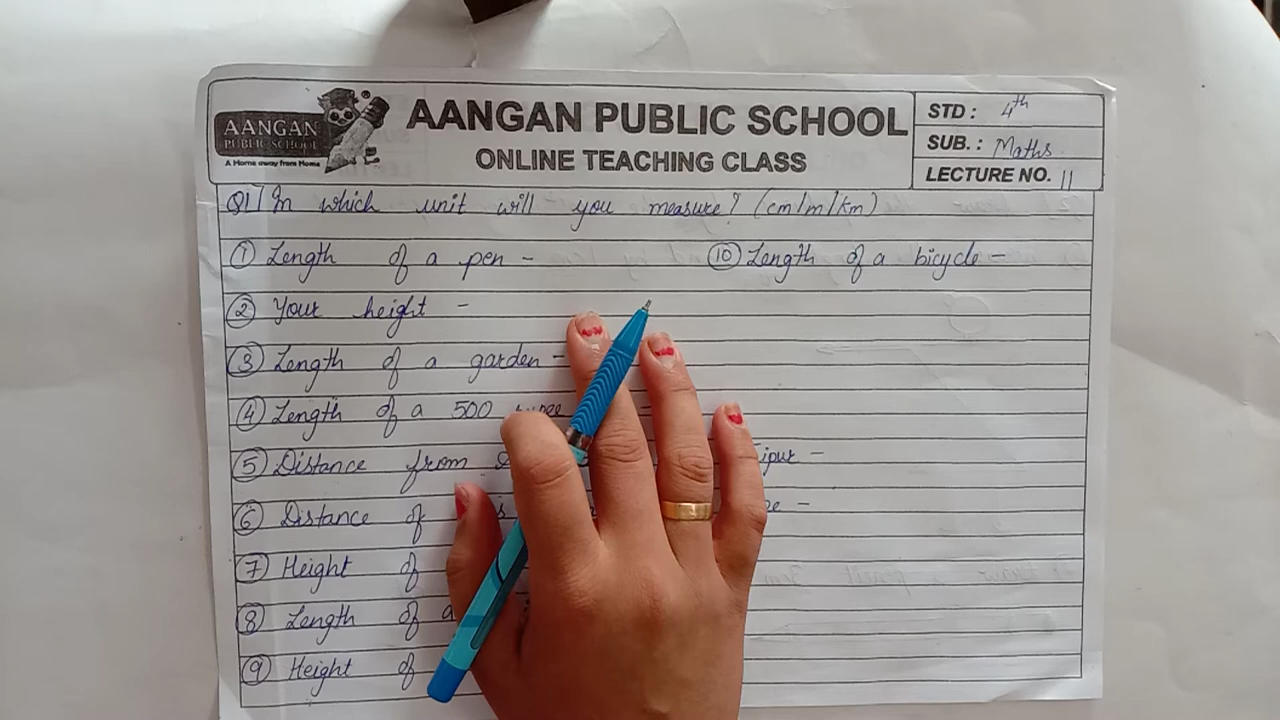 AANGAN
PUBLIC SCHOOL
A Home away from Home
AANGAN PUBLIC SCHOOL
ONLINE TEACHING CLASS
STD : 4th
SUB. : Maths
LECTURE NO. 11
Q1) In which unit will you measure? (cm/m/km)
① Length of a pen -
⑩ Length of a bicycle -
② Your height -
③ Length of a garden -
④ Length of a 500 -
⑤ Distance from -
⑥ Distance of -
⑦ Height of
⑧ Length of a
⑨ Height of